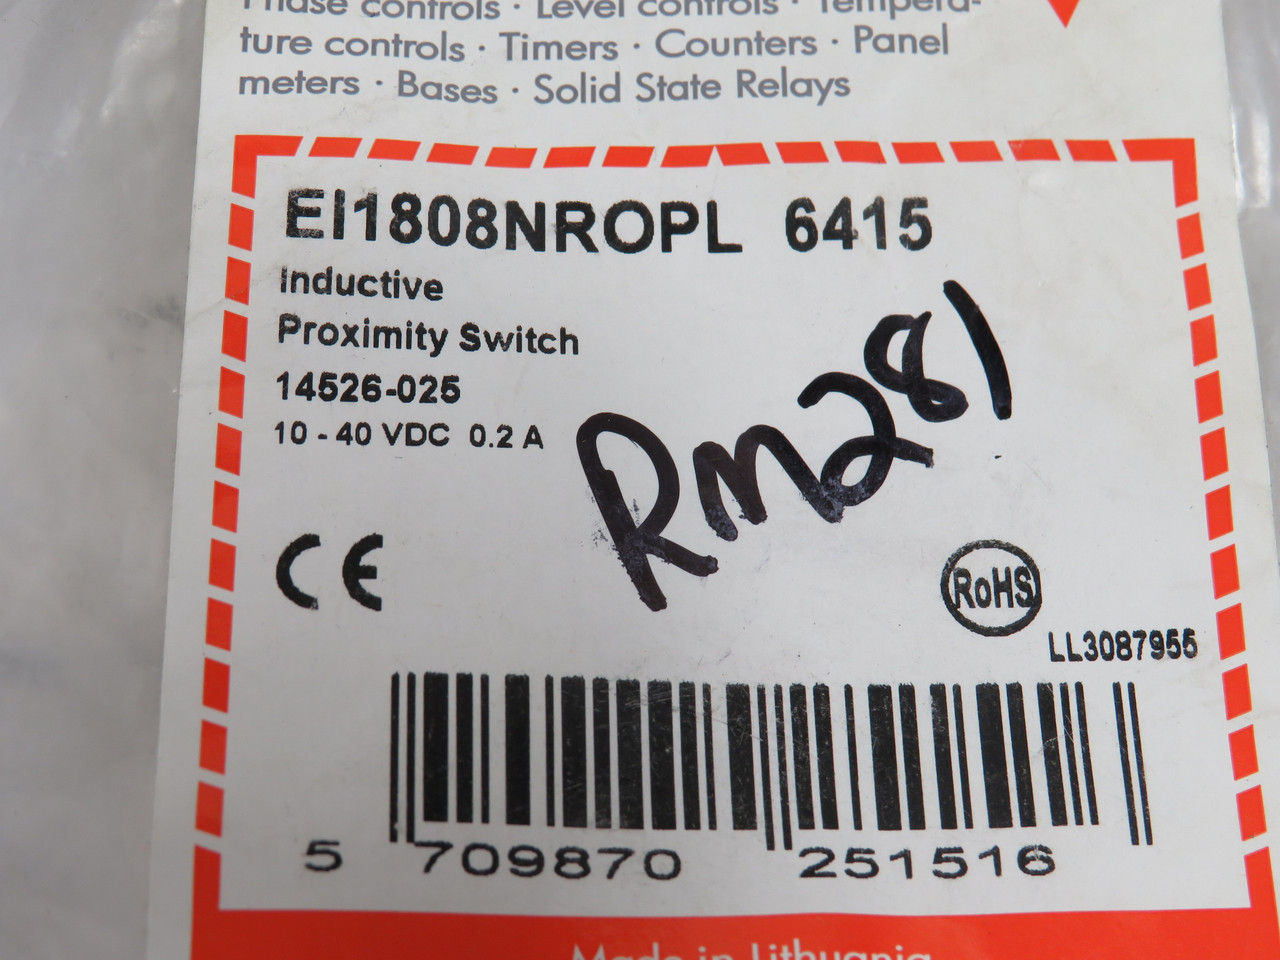 Phase controls · Level controls · Tempera-
ture controls · Timers · Counters · Panel
meters · Bases · Solid State Relays
EI1808NROPL 6415
Inductive
Proximity Switch
14526-025
10 - 40 VDC 0.2 A
RM281
CE
RoHS
LL3087955
5 709870 251516
Made in Lithuania